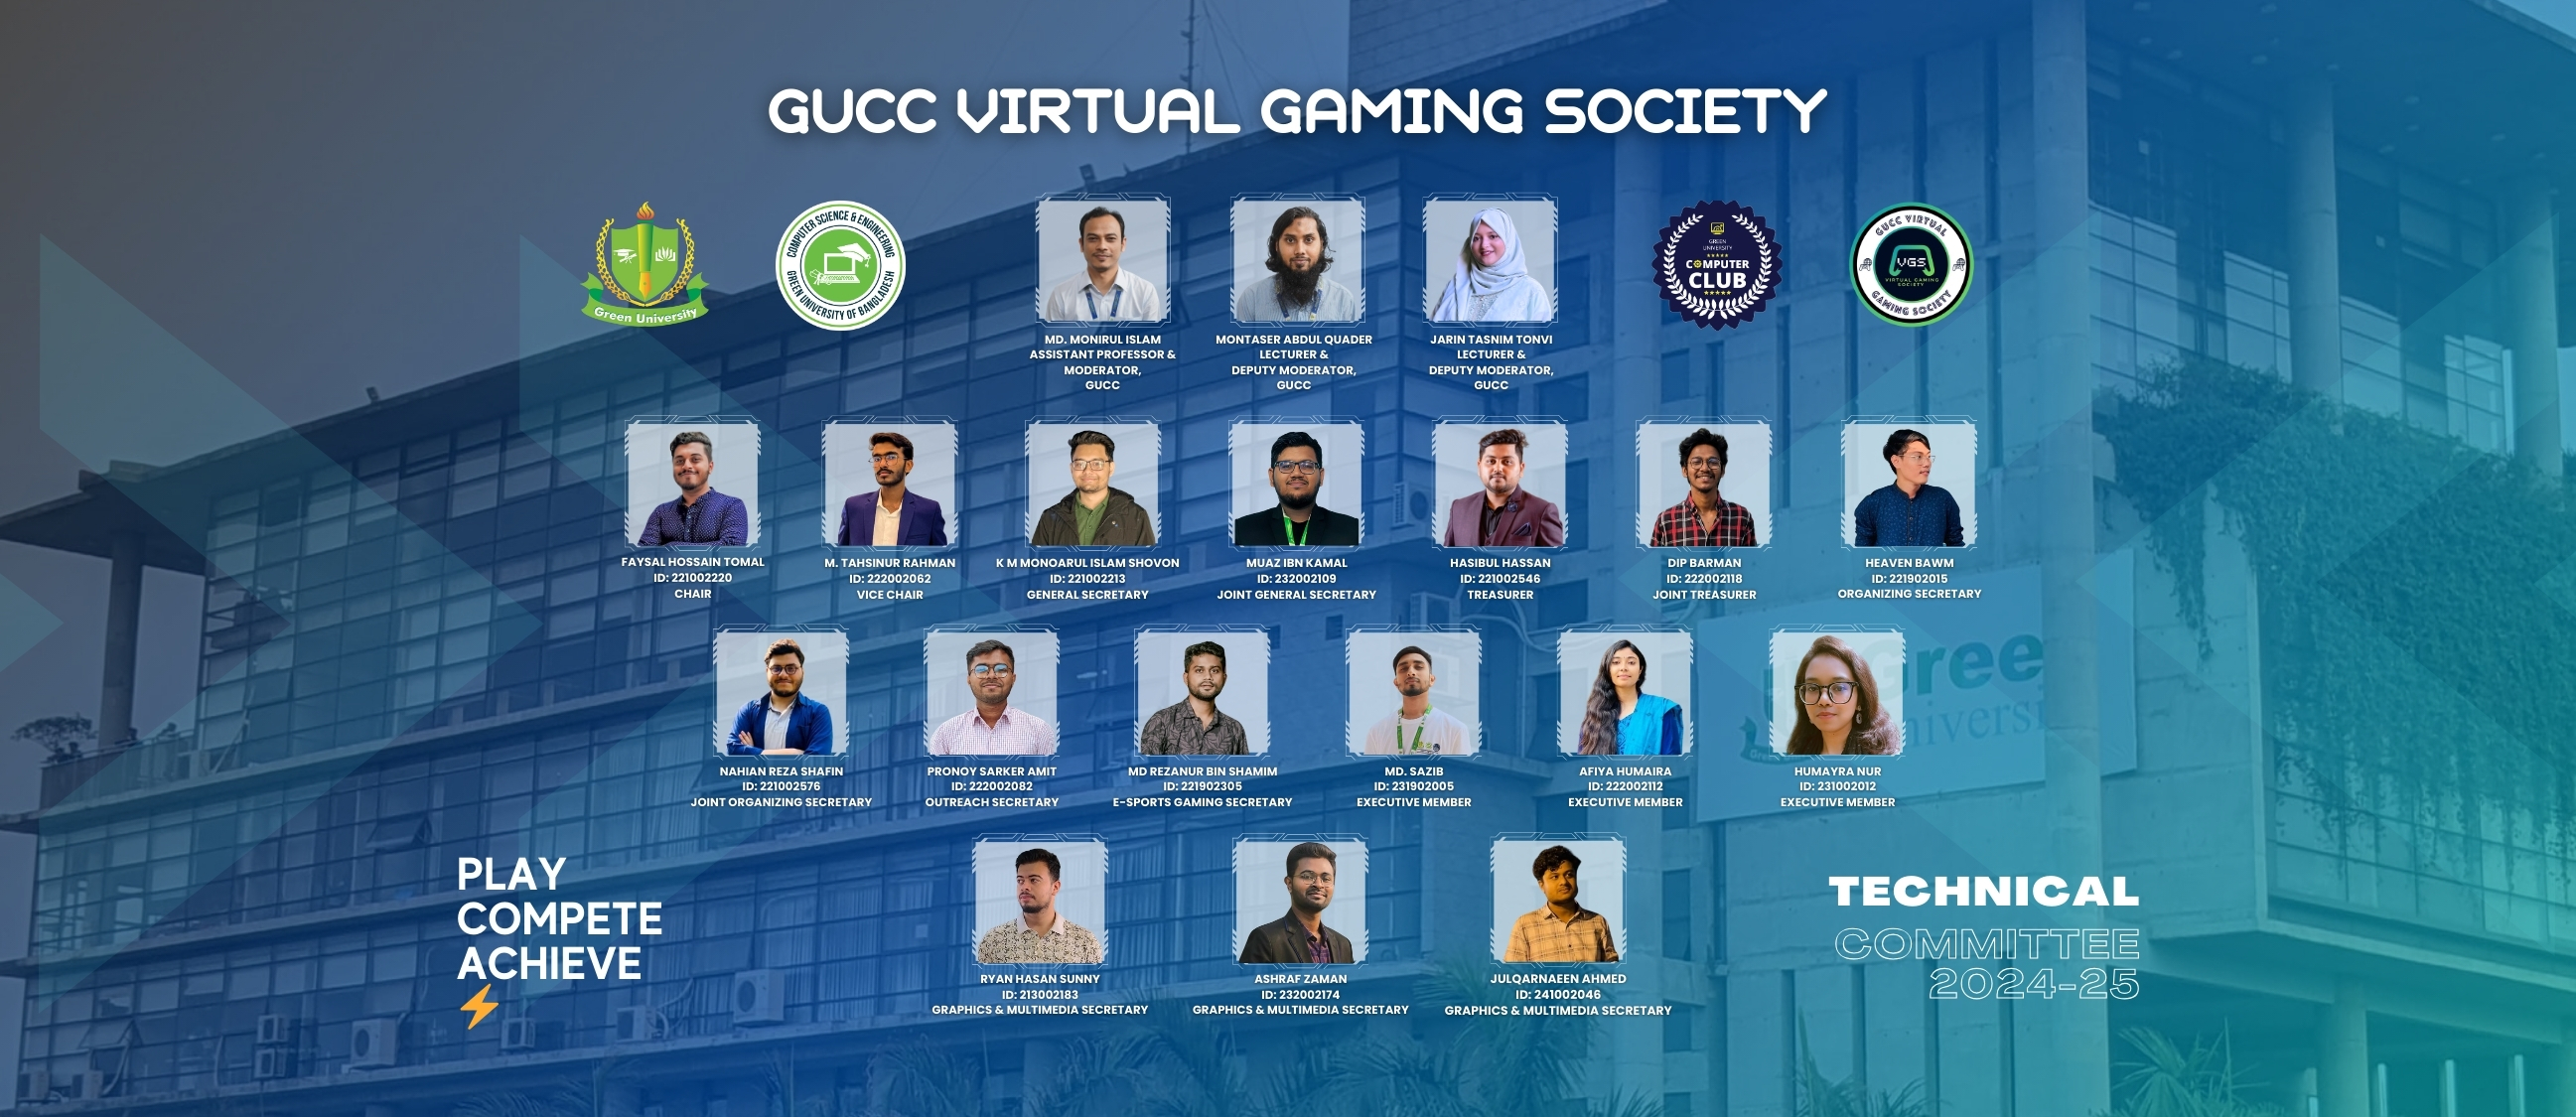 GUCC VIRTUAL GAMING SOCIETY
Green University
COMPUTER SCIENCE & ENGINEERING
GREEN UNIVERSITY OF BANGLADESH
GREEN
UNIVERSITY
COMPUTER
CLUB
GUCC VIRTUAL
VGS
VIRTUAL GAMING
SOCIETY
GAMING SOCIETY
MD. MONIRUL ISLAM
ASSISTANT PROFESSOR &
MODERATOR,
GUCC
MONTASER ABDUL QUADER
LECTURER &
DEPUTY MODERATOR,
GUCC
JARIN TASNIM TONVI
LECTURER &
DEPUTY MODERATOR,
GUCC
FAYSAL HOSSAIN TOMAL
ID: 221002220
CHAIR
M. TAHSINUR RAHMAN
ID: 222002062
VICE CHAIR
K M MONOARUL ISLAM SHOVON
ID: 221002213
GENERAL SECRETARY
MUAZ IBN KAMAL
ID: 232002109
JOINT GENERAL SECRETARY
HASIBUL HASSAN
ID: 221002546
TREASURER
DIP BARMAN
ID: 222002118
JOINT TREASURER
HEAVEN BAWM
ID: 221902015
ORGANIZING SECRETARY
NAHIAN REZA SHAFIN
ID: 221002576
JOINT ORGANIZING SECRETARY
PRONOY SARKER AMIT
ID: 222002082
OUTREACH SECRETARY
MD REZANUR BIN SHAMIM
ID: 221902305
E-SPORTS GAMING SECRETARY
MD. SAZIB
ID: 231902005
EXECUTIVE MEMBER
AFIYA HUMAIRA
ID: 222002112
EXECUTIVE MEMBER
HUMAYRA NUR
ID: 231002012
EXECUTIVE MEMBER
RYAN HASAN SUNNY
ID: 213002183
GRAPHICS & MULTIMEDIA SECRETARY
ASHRAF ZAMAN
ID: 232002174
GRAPHICS & MULTIMEDIA SECRETARY
JULQARNAEEN AHMED
ID: 241002046
GRAPHICS & MULTIMEDIA SECRETARY
PLAY
COMPETE
ACHIEVE
TECHNICAL
COMMITTEE
2024-25